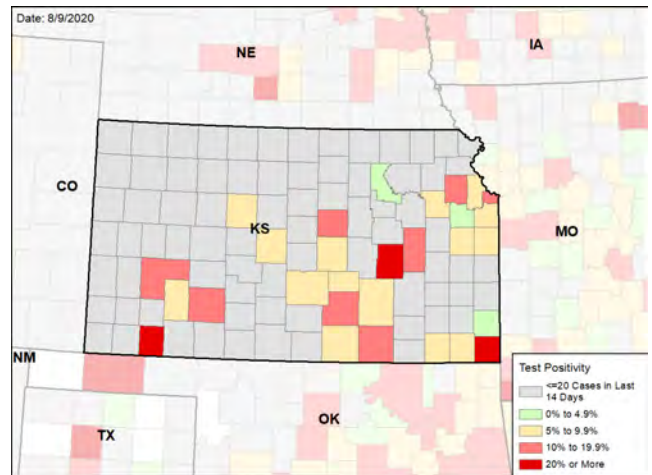 Date: 8/9/2020
NE
IA
CO
KS
MO
NM
OK
TX
Test Positivity
<=20 Cases in Last
14 Days
0% to 4.9%
5% to 9.9%
10% to 19.9%
20% or More